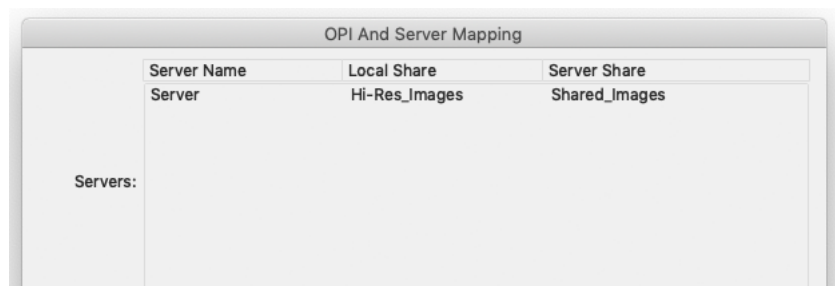 OPI And Server Mapping
Server Name Local Share Server Share
Server Hi-Res_Images Shared_Images
Servers: